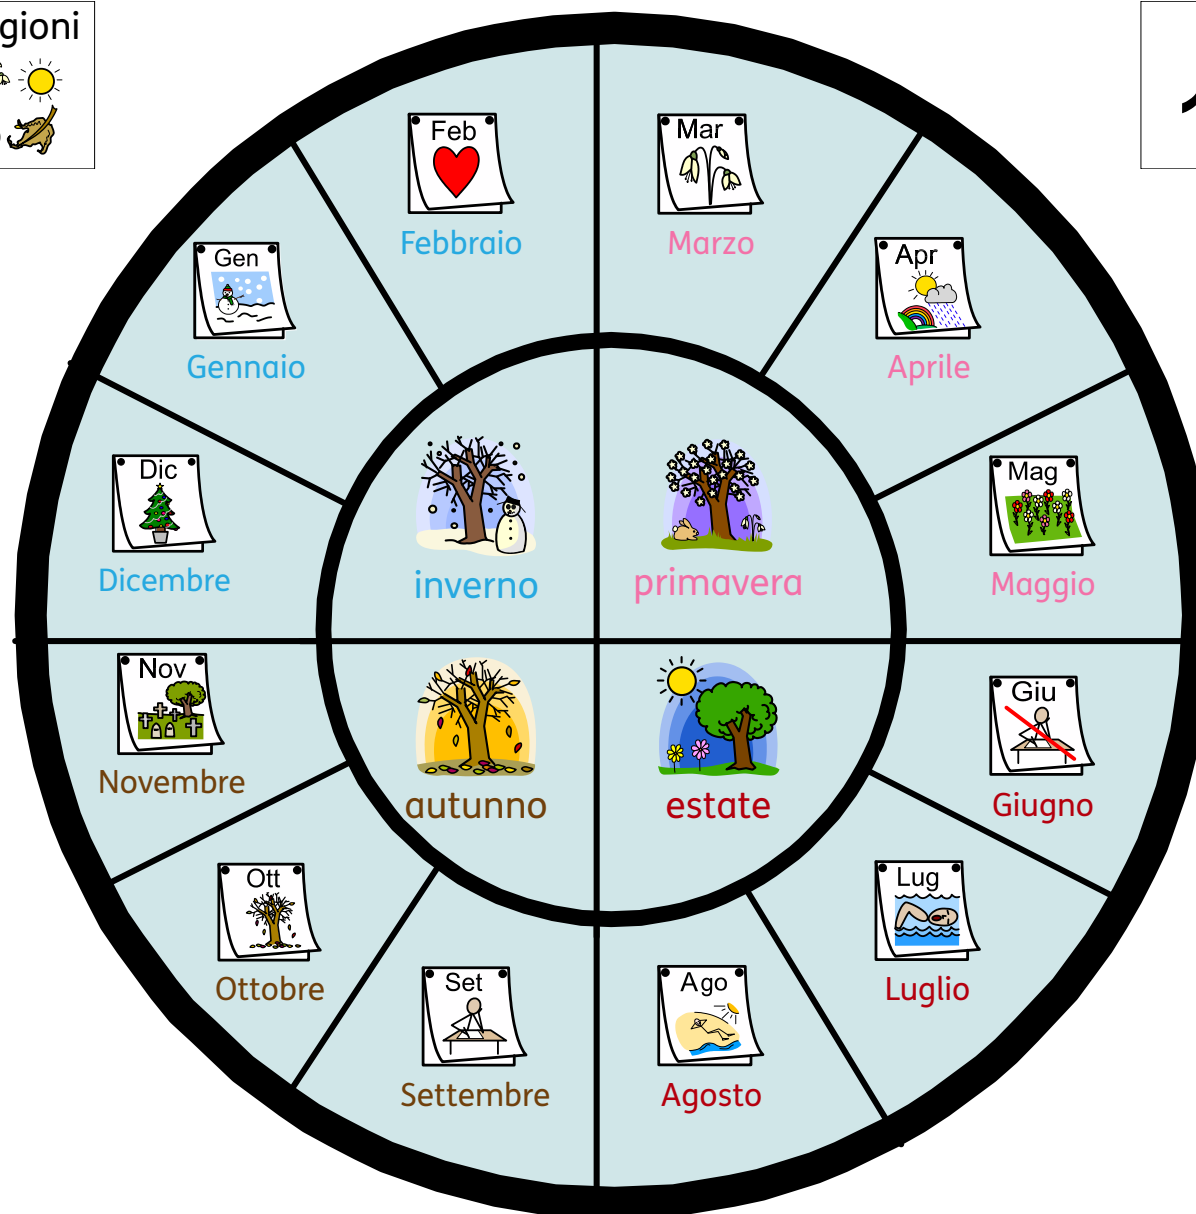 gioni
Feb
Febbraio
Mar
Marzo
Gen
Gennaio
Apr
Aprile
Dic
Dicembre
Mag
Maggio
inverno
primavera
Nov
Novembre
Giu
Giugno
autunno
estate
Ott
Ottobre
Lug
Luglio
Set
Settembre
Ago
Agosto